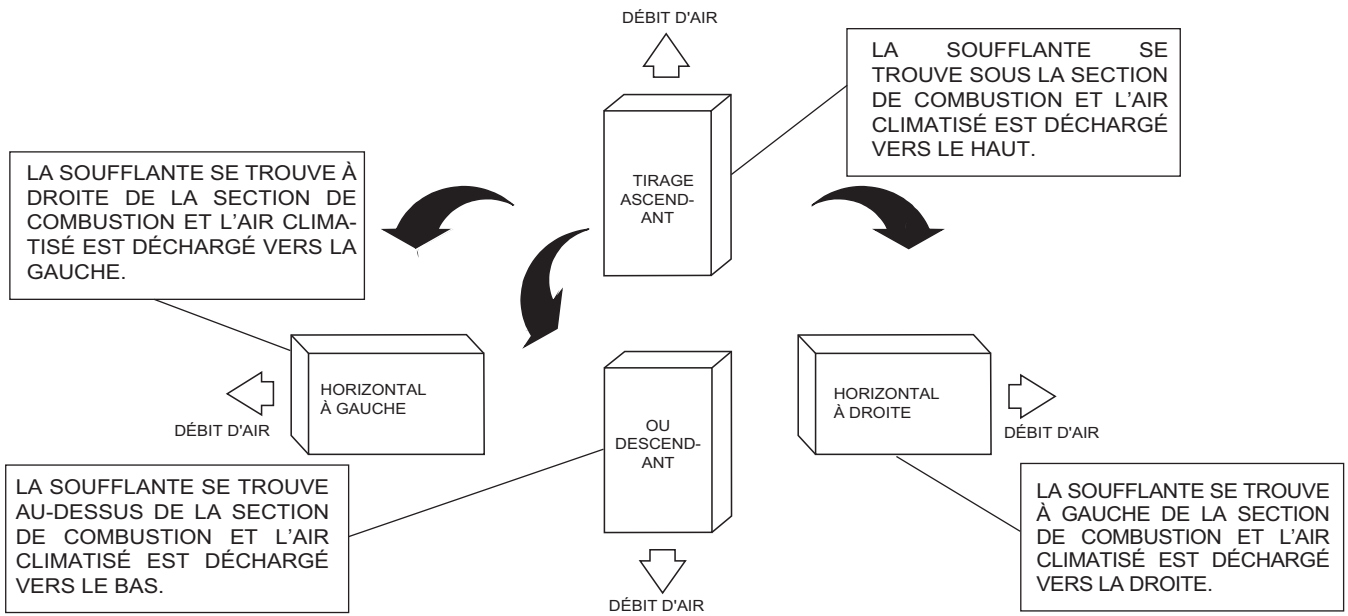 DÉBIT D'AIR
LA SOUFFLANTE SE
TROUVE SOUS LA SECTION
DE COMBUSTION ET L'AIR
CLIMATISÉ EST DÉCHARGÉ
VERS LE HAUT.
LA SOUFFLANTE SE TROUVE À
DROITE DE LA SECTION DE
COMBUSTION ET L'AIR CLIMA-
TISÉ EST DÉCHARGÉ VERS LA
GAUCHE.
TIRAGE
ASCEND-
ANT
HORIZONTAL
À GAUCHE
DÉBIT D'AIR
OU
DESCEND-
ANT
HORIZONTAL
À DROITE
DÉBIT D'AIR
LA SOUFFLANTE SE TROUVE
AU-DESSUS DE LA SECTION
DE COMBUSTION ET L'AIR
CLIMATISÉ EST DÉCHARGÉ
VERS LE BAS.
LA SOUFFLANTE SE TROUVE
À GAUCHE DE LA SECTION
DE COMBUSTION ET L'AIR
CLIMATISÉ EST DÉCHARGÉ
VERS LA DROITE.
DÉBIT D'AIR